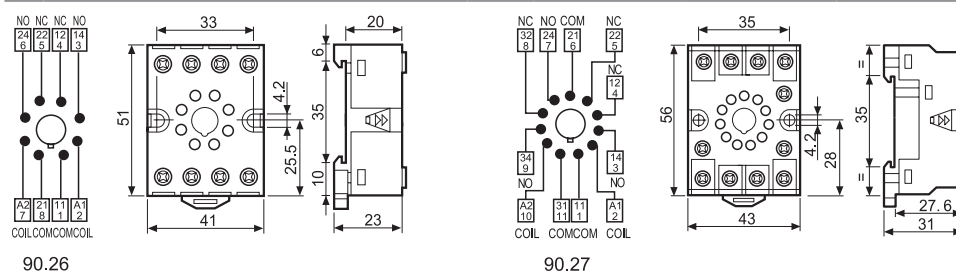 NO NC NC NO
24 22 12 14
6 5 4 3
A2 21 11 A1
7 8 1 2
COIL COM COM COIL
33
51
4.2
25.5
41
20
6
35
10
23
90.26
NC NO COM NC
32 24 21 22
8 7 6 5
NC
12
4
34
9
NO
14
3
NO
A2 31 11 A1
10 11 1 2
COIL COM COM COIL
35
56
4.2
28
43
=
35
=
27.6
31
90.27